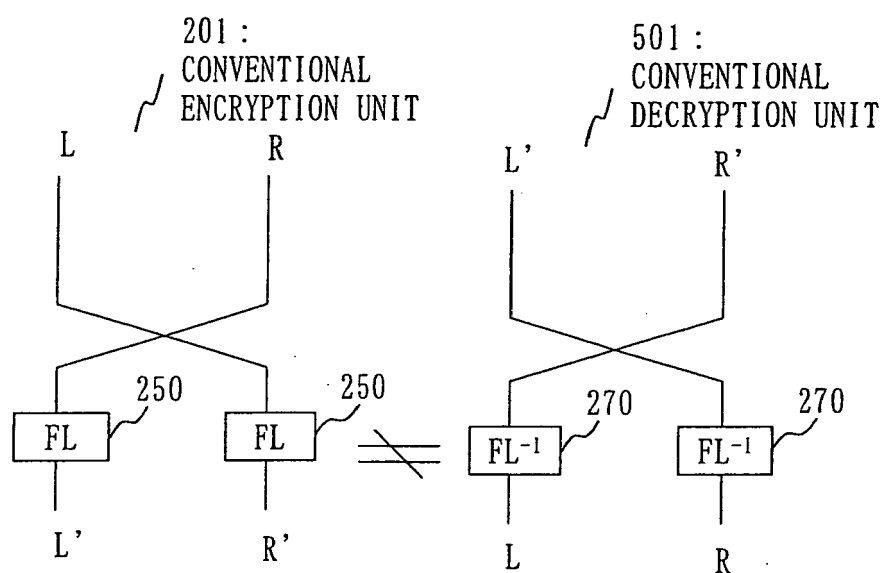 201 :
CONVENTIONAL
ENCRYPTION UNIT
L
R
250
250
FL
FL
L'
R'
501 :
CONVENTIONAL
DECRYPTION UNIT
L'
R'
270
270
FL⁻¹
FL⁻¹
L
R